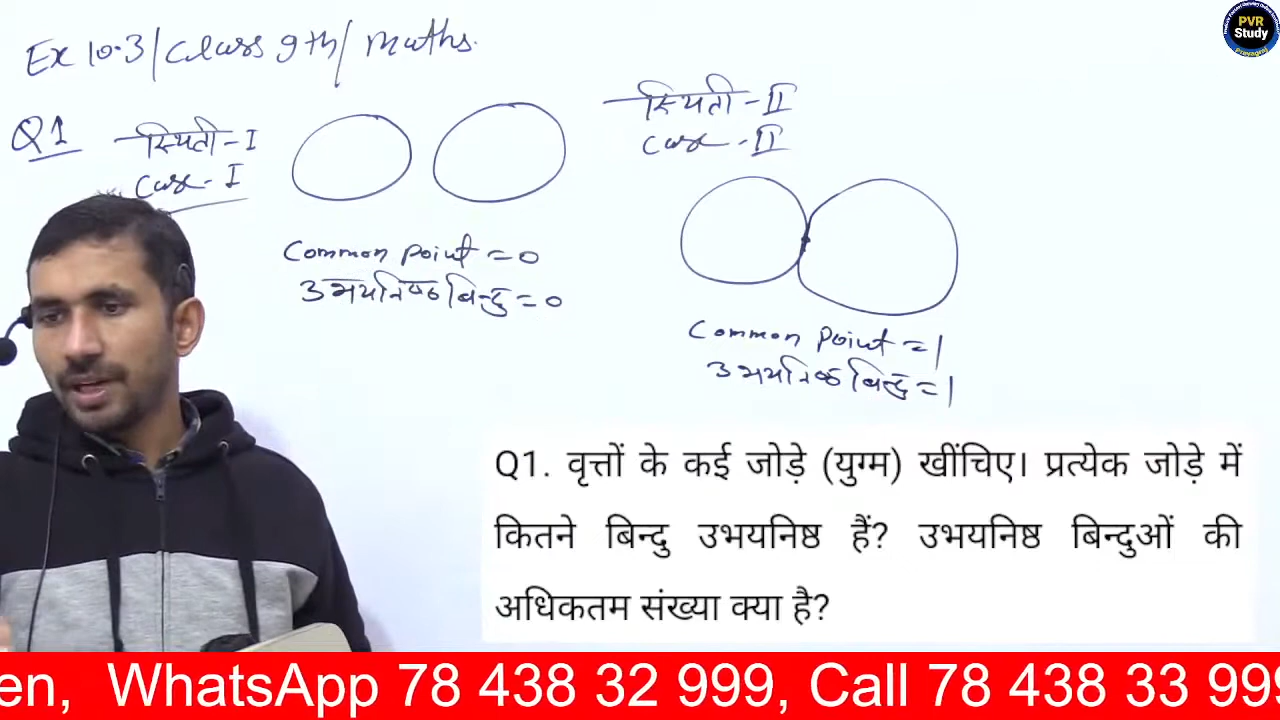 Ex 10.3/Class 9th/Maths.
PVR
Study
Prayagraj
Q1
स्थिती-I
Case-I
स्थिती-II
Case-II
Common Point = 0
उभयनिष्ठ बिन्दु = 0
Common Point = 1
उभयनिष्ठ बिन्दु = 1
Q1. वृत्तों के कई जोड़े (युग्म) खींचिए। प्रत्येक जोड़े में
कितने बिन्दु उभयनिष्ठ हैं? उभयनिष्ठ बिन्दुओं की
अधिकतम संख्या क्या है?
en, WhatsApp 78 438 32 999, Call 78 438 33 999